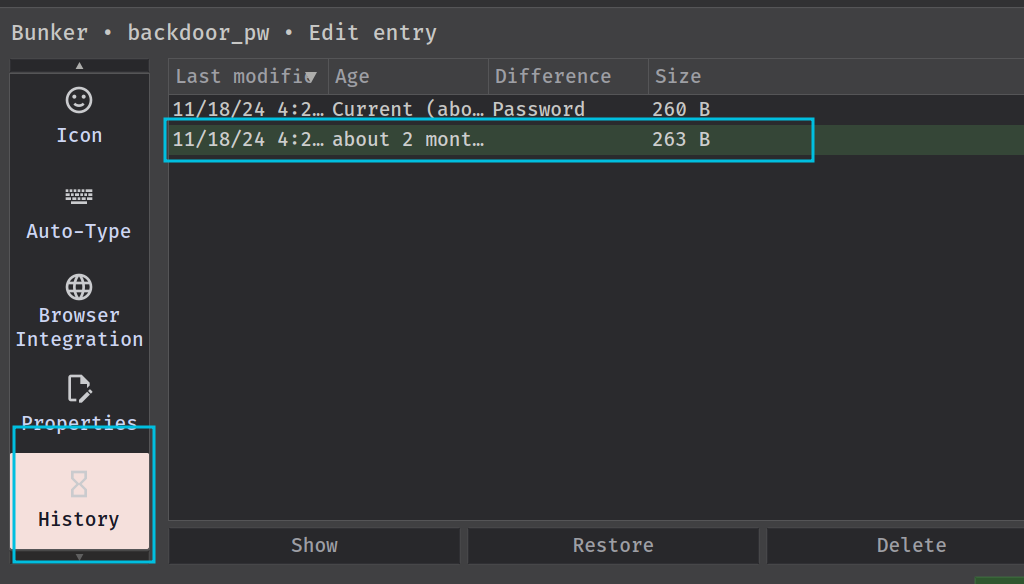 Bunker • backdoor_pw • Edit entry
Last modifie Age Difference Size
11/18/24 4:2… Current (abo… Password 260 B
11/18/24 4:2… about 2 mont… 263 B
Icon
Auto-Type
Browser
Integration
Properties
History
Show Restore Delete